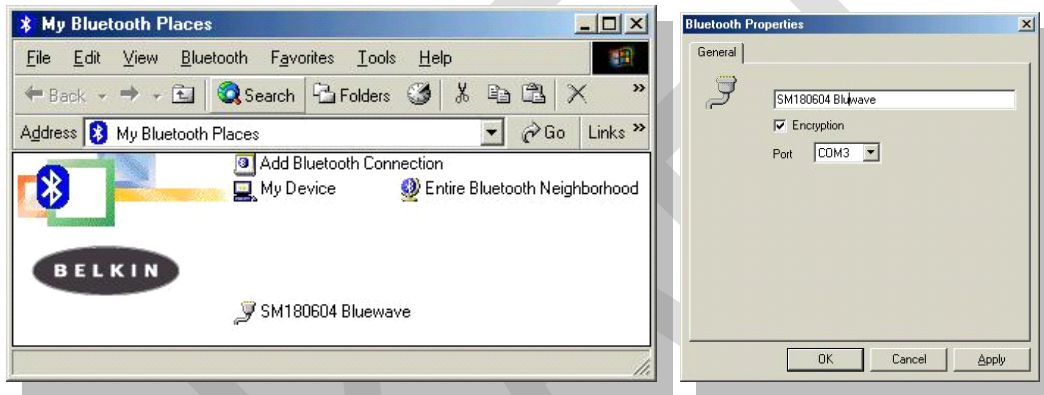 My Bluetooth Places
File Edit View Bluetooth Favorites Tools Help
Back Search Folders »
Address My Bluetooth Places Go Links »
Add Bluetooth Connection
My Device Entire Bluetooth Neighborhood
BELKIN
SM180604 Bluewave
Bluetooth Properties
General
SM180604 Bluwave
Encryption
Port COM3
OK Cancel Apply